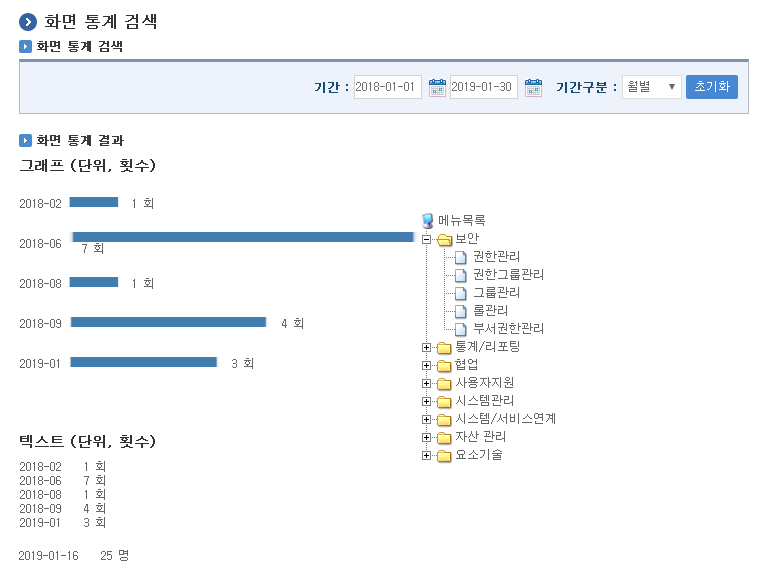 화면 통계 검색
화면 통계 검색
기간 : 2018-01-01 2019-01-30 기간구분 : 월별 초기화
화면 통계 결과
그래프 (단위, 횟수)
2018-02 1 회
2018-06 7 회
2018-08 1 회
2018-09 4 회
2019-01 3 회
메뉴목록
보안
권한관리
권한그룹관리
그룹관리
롤관리
부서권한관리
통계/리포팅
협업
사용자지원
시스템관리
시스템/서비스연계
자산 관리
요소기술
텍스트 (단위, 횟수)
2018-02 1 회
2018-06 7 회
2018-08 1 회
2018-09 4 회
2019-01 3 회
2019-01-16 25 명